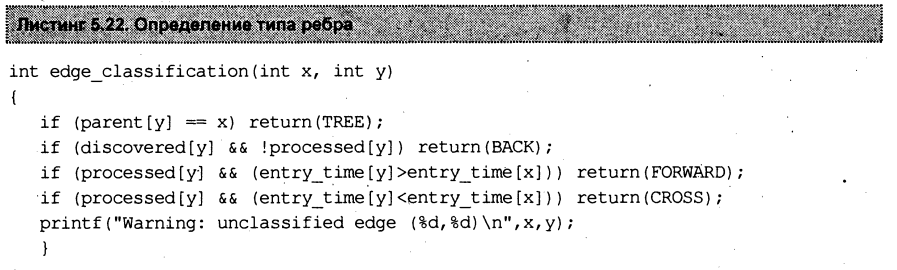 Листинг 5.22. Определение типа ребра
int edge_classification(int x, int y)
{
if (parent[y] == x) return(TREE);
if (discovered[y] && !processed[y]) return(BACK);
if (processed[y] && (entry_time[y]>entry_time[x])) return(FORWARD);
if (processed[y] && (entry_time[y]<entry_time[x])) return(CROSS);
printf("Warning: unclassified edge (%d,%d)\n",x,y);
}